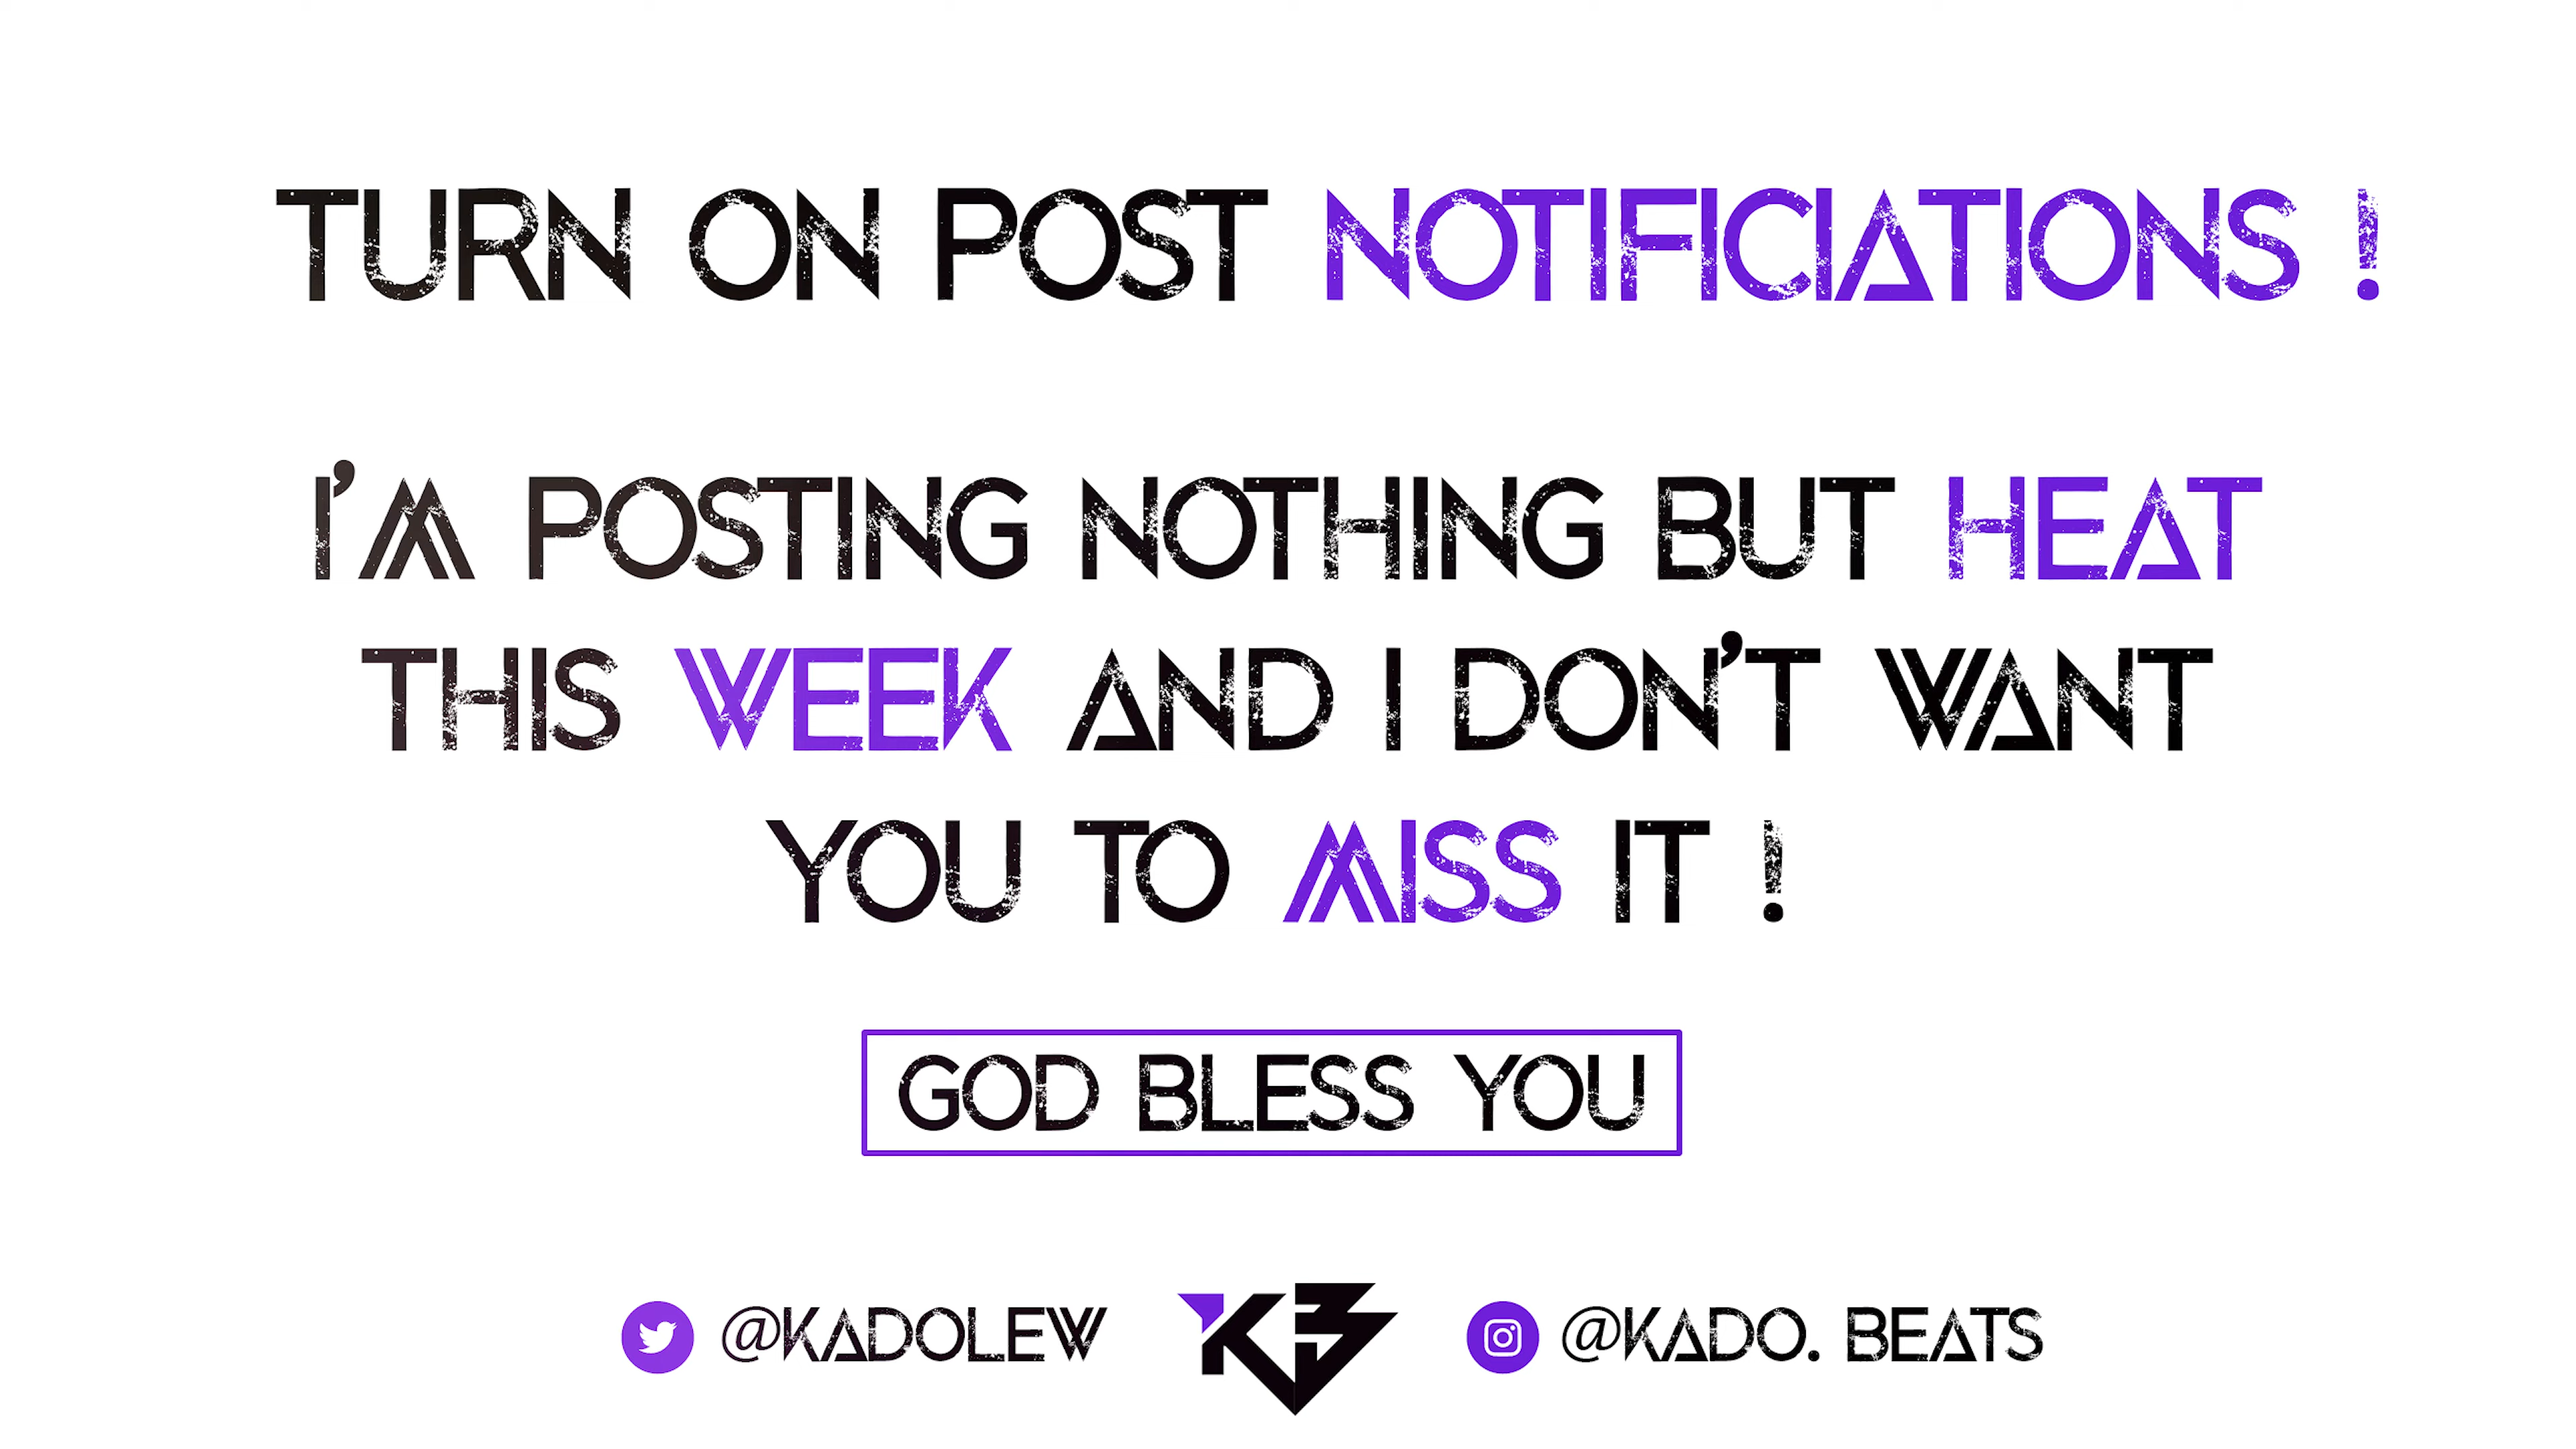 TURN ON POST NOTIFICIATIONS !
I'M POSTING NOTHING BUT HEAT
THIS WEEK AND I DON'T WANT
YOU TO MISS IT !
GOD BLESS YOU
@KADOLEW KB @KADO. BEATS